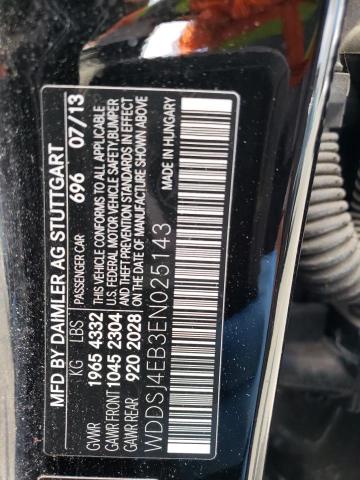 MFD BY DAIMLER AG STUTTGART
KG LBS PASSENGER CAR 696 07/13
GVWR 1965 4332 THIS VEHICLE CONFORMS TO ALL APPLICABLE
GAWR FRONT 1045 2304 U.S. FEDERAL MOTOR VEHICLE SAFETY, BUMPER
GAWR REAR 920 2028 AND THEFT PREVENTION STANDARDS IN EFFECT
ON THE DATE OF MANUFACTURE SHOWN ABOVE
WDDSJ4EB3EN025143 MADE IN HUNGARY